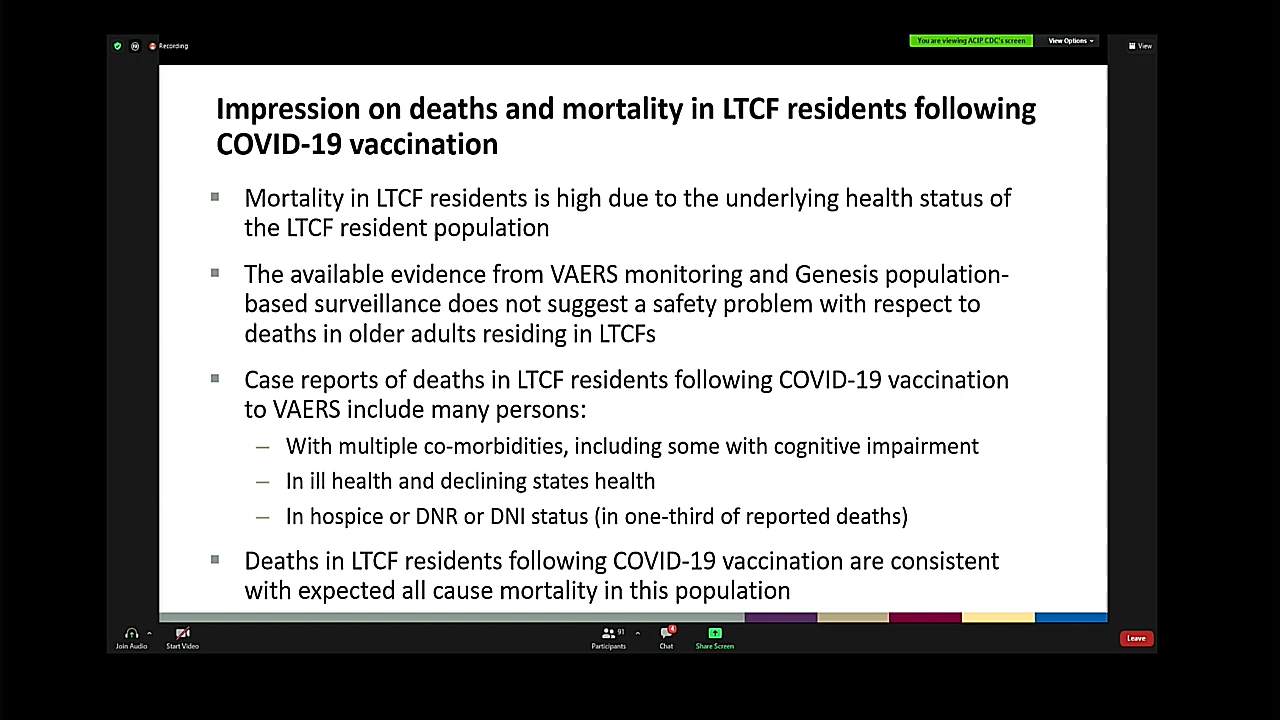 Recording
You are viewing ACIP CDC's screen
View Options
View
Impression on deaths and mortality in LTCF residents following
COVID-19 vaccination
Mortality in LTCF residents is high due to the underlying health status of
the LTCF resident population
The available evidence from VAERS monitoring and Genesis population-
based surveillance does not suggest a safety problem with respect to
deaths in older adults residing in LTCFs
Case reports of deaths in LTCF residents following COVID-19 vaccination
to VAERS include many persons:
– With multiple co-morbidities, including some with cognitive impairment
– In ill health and declining states health
– In hospice or DNR or DNI status (in one-third of reported deaths)
Deaths in LTCF residents following COVID-19 vaccination are consistent
with expected all cause mortality in this population
Join Audio
Start Video
91
Participants
Chat
Share Screen
Leave